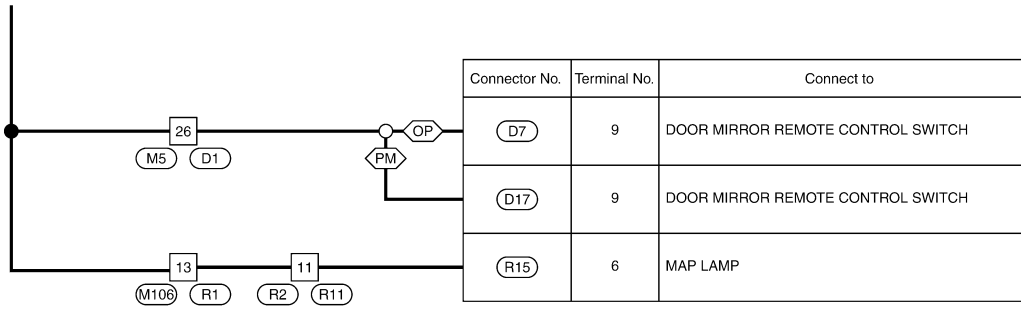 Connector No. Terminal No. Connect to
26 OP D7 9 DOOR MIRROR REMOTE CONTROL SWITCH
M5 D1 PM
D17 9 DOOR MIRROR REMOTE CONTROL SWITCH
13 11 R15 6 MAP LAMP
M106 R1 R2 R11